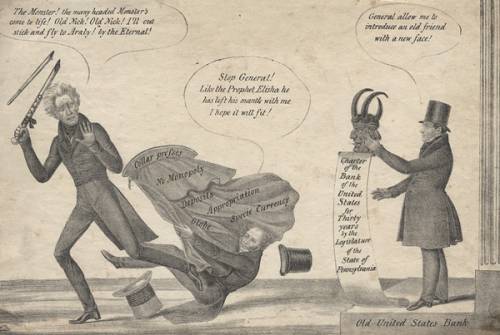 The Monster! the many headed Monster's
come to life! Old Nick! Old Nick! I'll cut
stick and fly to Araby! by the Eternal!
General allow me to
introduce an old friend
with a new face!
Stop General!
Like the Prophet Elisha he
has left his mantle with me
I hope it will fit!
Collar presses
No Monopoly
Deposits
Appropriation
Specie Currency
Globe
Charter
of the
Bank
of the
United
States
for
Thirty
years
by the
Legislature
of the
State of
Pennsylvania
Old United States Bank